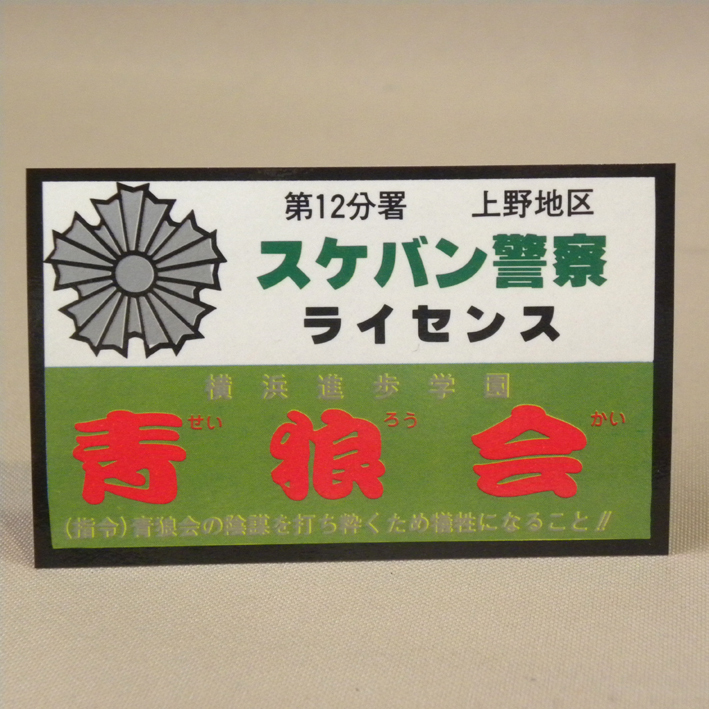 第12分署 上野地区
スケバン警察
ライセンス
横浜進歩学園
青狼会
せい ろう かい
(指令)青狼会の陰謀を打ち砕くため犠牲になること!!